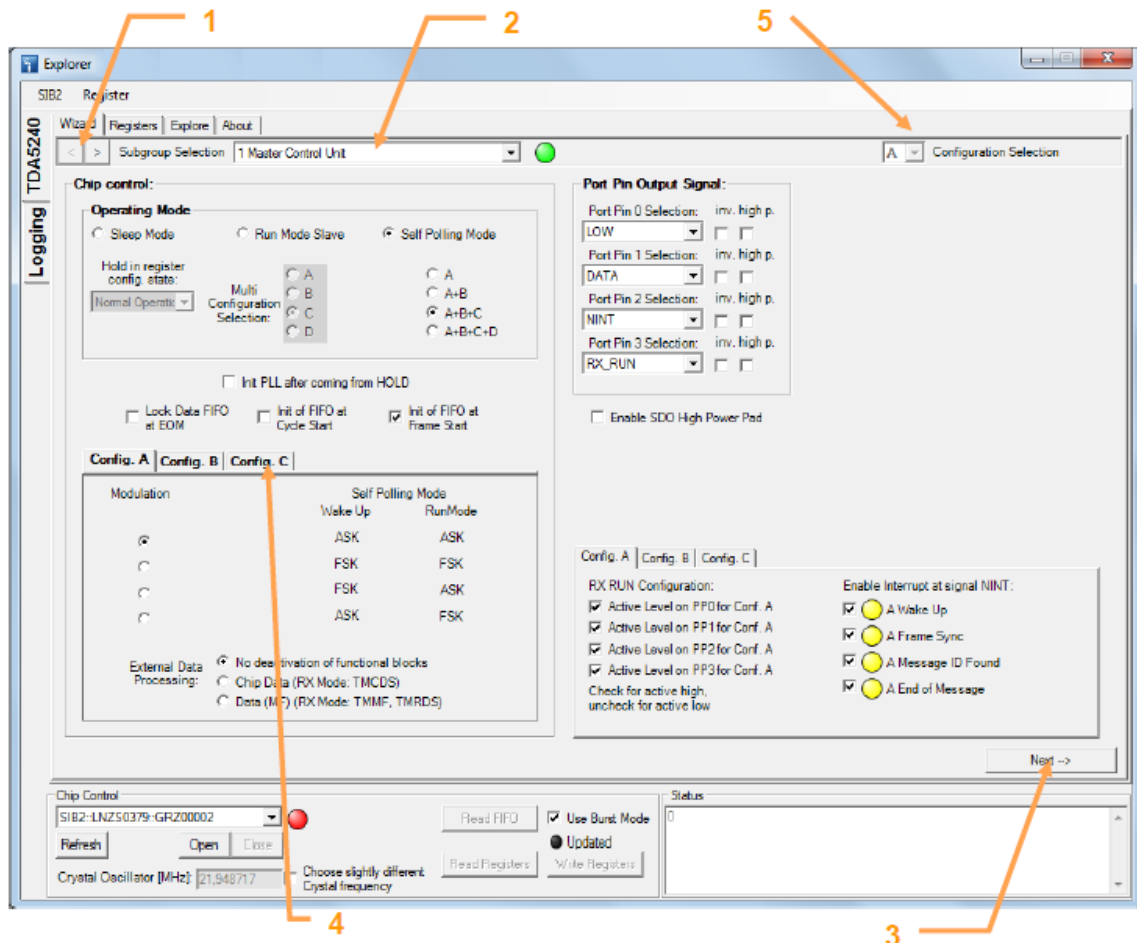 1
2
5
Explorer
SIB2 Register
TDA5240
Logging
Wizard Registers Explore About
< > Subgroup Selection 1 Master Control Unit
A Configuration Selection
Chip control:
Operating Mode
Sleep Mode Run Mode Slave Self Polling Mode
Hold in register
config. state:
Normal Operatic
Multi
Configuration
Selection:
A
B
C
D
A
A+B
A+B+C
A+B+C+D
Init PLL after coming from HOLD
Lock Data FIFO
at EOM
Init of FIFO at
Cycle Start
Init of FIFO at
Frame Start
Config. A Config. B Config. C
Modulation
Self Polling Mode
Wake Up RunMode
ASK ASK
FSK FSK
FSK ASK
ASK FSK
External Data
Processing:
No deactivation of functional blocks
Chip Data (RX Mode: TMCDS)
Data (MF) (RX Mode: TMMF, TMRDS)
Port Pin Output Signal:
Port Pin 0 Selection: inv. high p.
LOW
Port Pin 1 Selection: inv. high p.
DATA
Port Pin 2 Selection: inv. high p.
NINT
Port Pin 3 Selection: inv. high p.
RX_RUN
Enable SDO High Power Pad
Config. A Config. B Config. C
RX RUN Configuration:
Active Level on PP0 for Conf. A
Active Level on PP1 for Conf. A
Active Level on PP2 for Conf. A
Active Level on PP3 for Conf. A
Check for active high,
uncheck for active low
Enable Interrupt at signal NINT:
A Wake Up
A Frame Sync
A Message ID Found
A End of Message
Next -->
Chip Control
SIB2::LNZS0379::GRZ00002
Refresh Open Close
Crystal Oscillator [MHz]: 21,948717
Choose slightly different
Crystal frequency
Read FIFO
Use Burst Mode
Updated
Read Registers Write Registers
Status
0
4
3